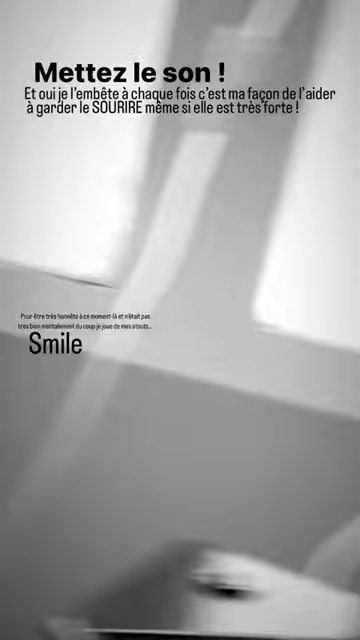 Mettez le son !
Et oui je l'embête à chaque fois c'est ma façon de l'aider
à garder le SOURIRE même si elle est très forte !
Pour être très honnête à ce moment-là et n'était pas
très bien mentalement du coup je joue de mes atouts...
Smile